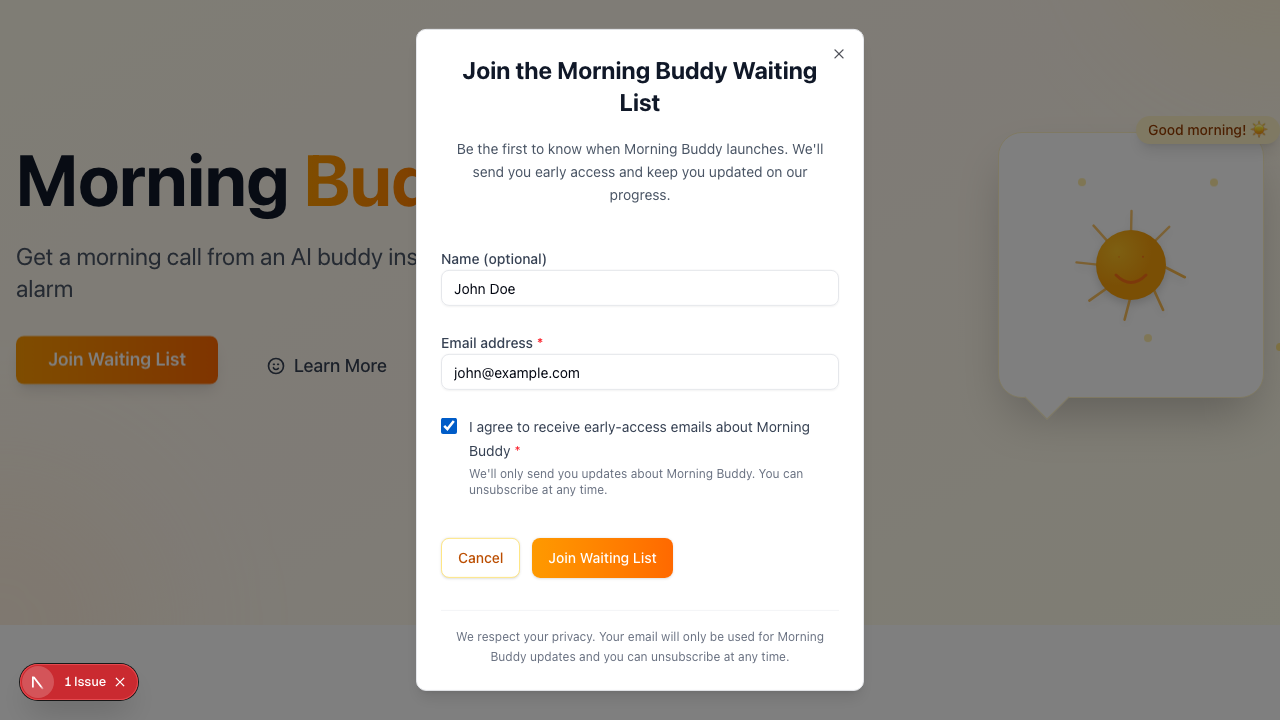 Join the Morning Buddy Waiting
List
Be the first to know when Morning Buddy launches. We'll
send you early access and keep you updated on our
progress.
Name (optional)
John Doe
Email address *
john@example.com
I agree to receive early-access emails about Morning
Buddy *
We'll only send you updates about Morning Buddy. You can
unsubscribe at any time.
Cancel
Join Waiting List
We respect your privacy. Your email will only be used for Morning
Buddy updates and you can unsubscribe at any time.
Morning Bud
Get a morning call from an AI buddy ins
alarm
Join Waiting List
Learn More
Good morning! ☀️
1 Issue